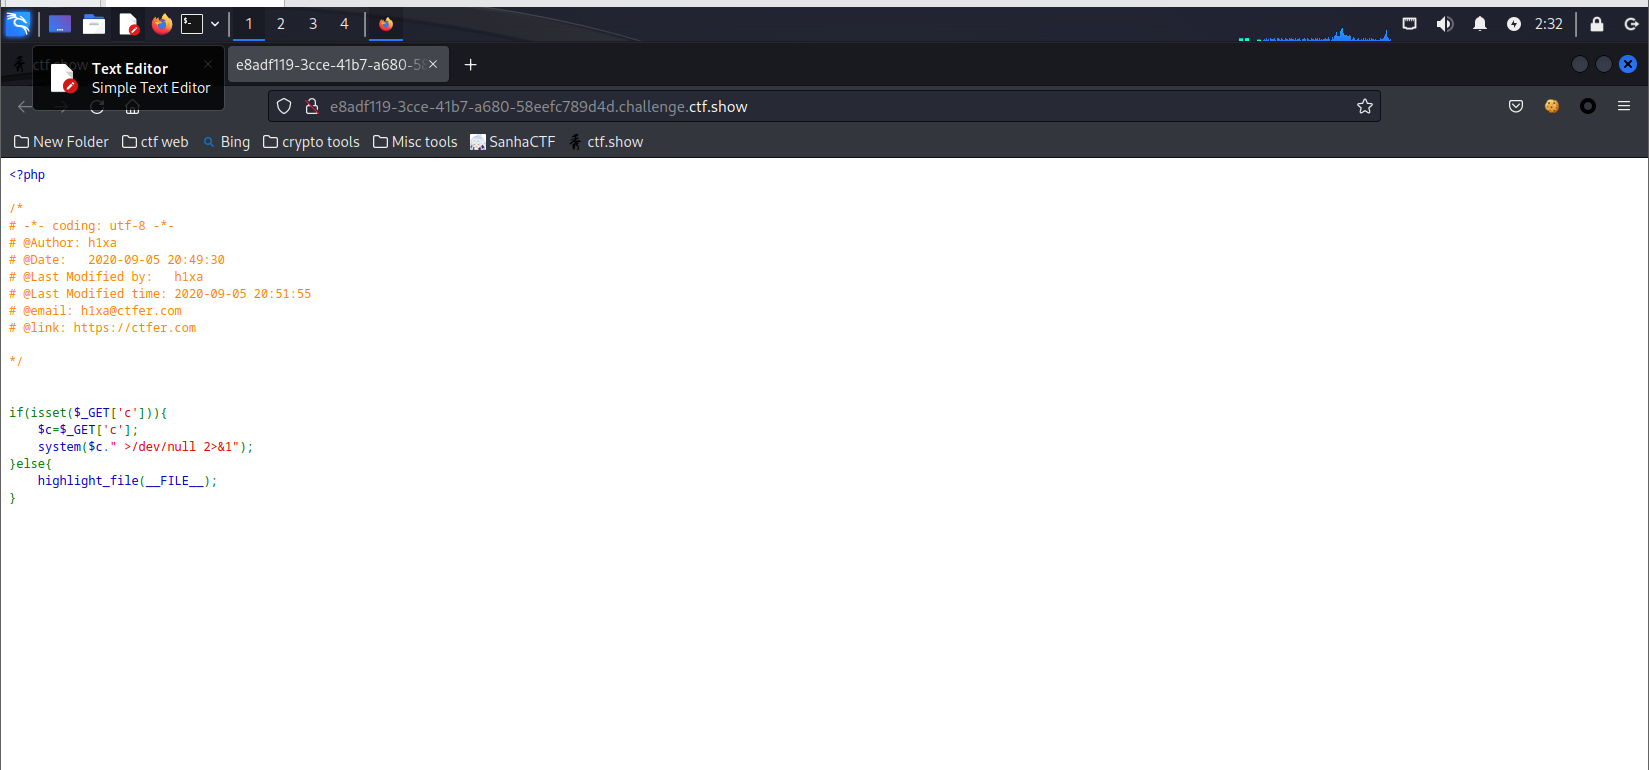 1 2 3 4 2:32
ctf.show
e8adf119-3cce-41b7-a680-58
Text Editor
Simple Text Editor
e8adf119-3cce-41b7-a680-58eefc789d4d.challenge.ctf.show
New Folder ctf web Bing crypto tools Misc tools SanhaCTF ctf.show
<?php
/*
# -*- coding: utf-8 -*-
# @Author: h1xa
# @Date:   2020-09-05 20:49:30
# @Last Modified by:   h1xa
# @Last Modified time: 2020-09-05 20:51:55
# @email: h1xa@ctfer.com
# @link: https://ctfer.com
*/
if(isset($_GET['c'])){
    $c=$_GET['c'];
    system($c." >/dev/null 2>&1");
}else{
    highlight_file(__FILE__);
}